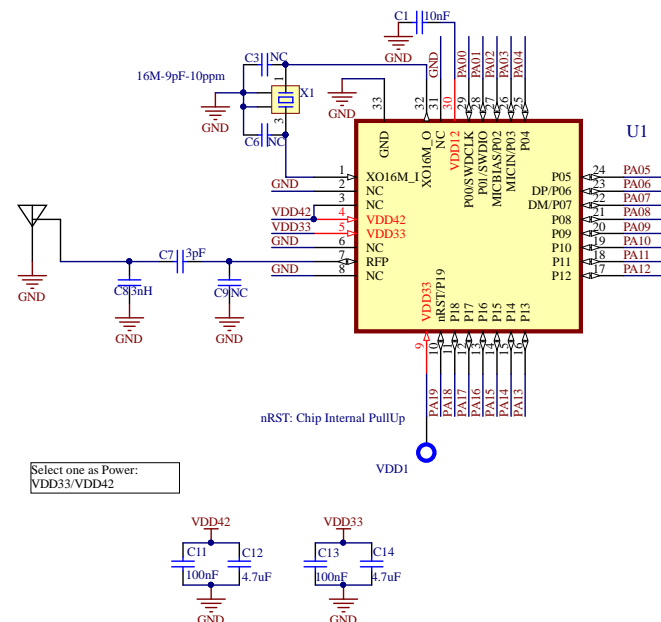 C1
10nF
GND
GND
PA00
PA01
PA02
PA03
PA04
C3
NC
16M-9pF-10ppm
1
X1
3
GND
GND
C6
NC
GND
33
32
31
30
29
28
27
26
25
GND
XO16M_O
NC
VDD12
P00/SWDCLK
P01/SWDIO
MICBIAS/P02
MICIN/P03
P04
U1
1
XO16M_I
P05
24
PA05
GND
2
NC
DP/P06
23
PA06
3
NC
DM/P07
22
PA07
VDD42
4
VDD42
P08
21
PA08
VDD33
5
VDD33
P09
20
PA09
GND
6
NC
P10
19
PA10
7
RFP
P11
18
PA11
GND
8
NC
P12
17
PA12
C7
3pF
C8
3nH
C9
NC
GND
GND
GND
VDD33
nRST/P19
P18
P17
P16
P15
P14
P13
9
10
11
12
13
14
15
16
PA19
PA18
PA17
PA16
PA15
PA14
PA13
nRST: Chip Internal PullUp
VDD1
Select one as Power:
VDD33/VDD42
VDD42
VDD33
C11
C12
C13
C14
100nF
4.7uF
100nF
4.7uF
GND
GND